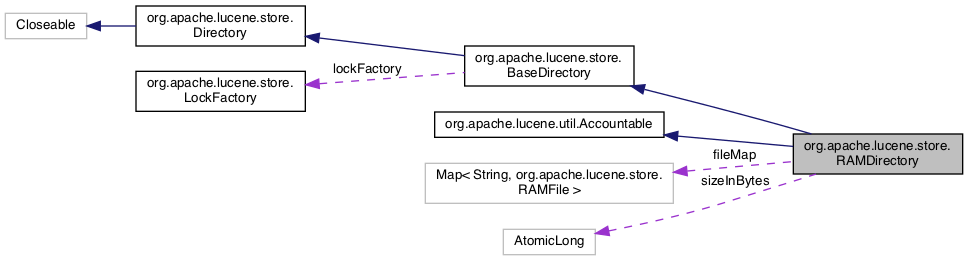 Closeable
org.apache.lucene.store.
Directory
org.apache.lucene.store.
BaseDirectory
lockFactory
org.apache.lucene.store.
LockFactory
org.apache.lucene.util.Accountable
org.apache.lucene.store.
RAMDirectory
fileMap
Map< String, org.apache.lucene.store.
RAMFile >
sizeInBytes
AtomicLong